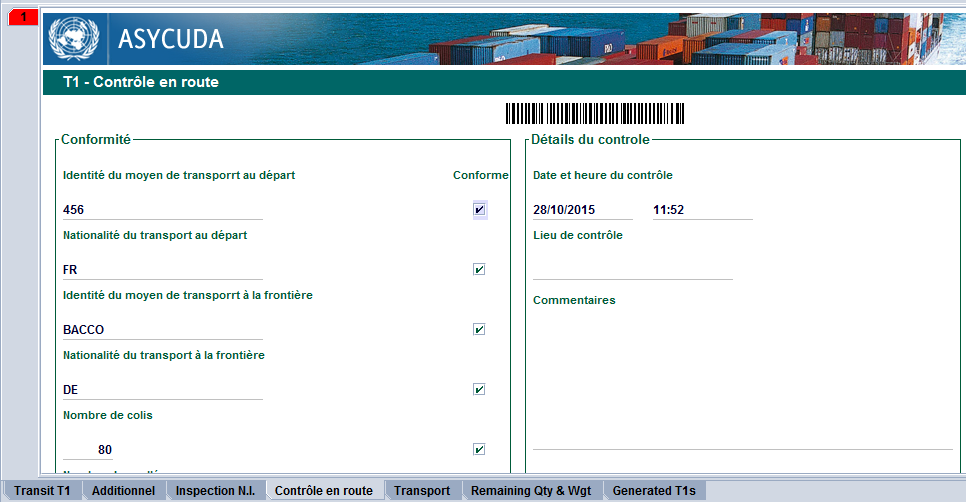 1
ASYCUDA
T1 - Contrôle en route
Conformité
Identité du moyen de transporrt au départ Conforme
456
Nationalité du transport au départ
FR
Identité du moyen de transporrt à la frontière
BACCO
Nationalité du transport à la frontière
DE
Nombre de colis
80
Détails du controle
Date et heure du contrôle
28/10/2015 11:52
Lieu de contrôle
Commentaires
Transit T1 Additionnel Inspection N.I. Contrôle en route Transport Remaining Qty & Wgt Generated T1s